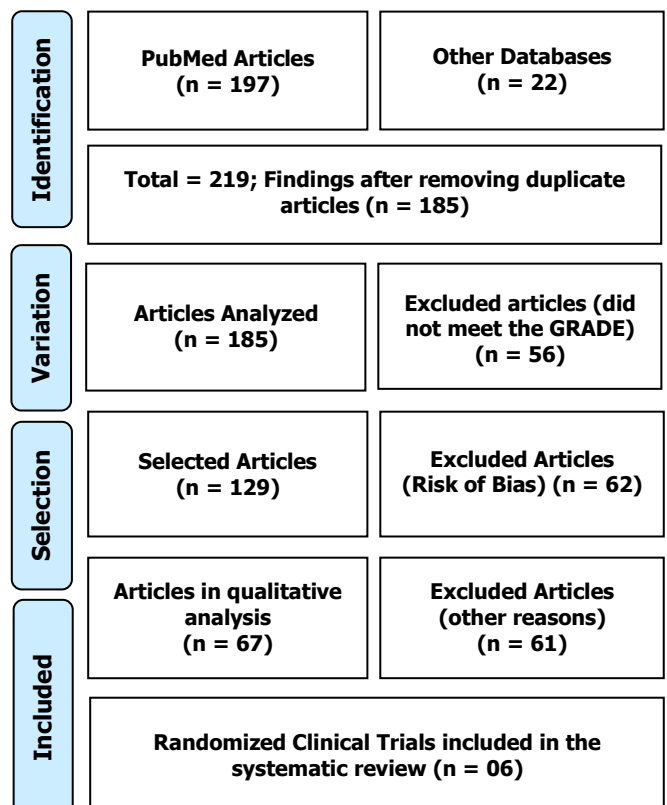 Identification
PubMed Articles
(n = 197)
Other Databases
(n = 22)
Total = 219; Findings after removing duplicate
articles (n = 185)
Variation
Articles Analyzed
(n = 185)
Excluded articles (did
not meet the GRADE)
(n = 56)
Selection
Selected Articles
(n = 129)
Excluded Articles
(Risk of Bias) (n = 62)
Included
Articles in qualitative
analysis
(n = 67)
Excluded Articles
(other reasons)
(n = 61)
Randomized Clinical Trials included in the
systematic review (n = 06)